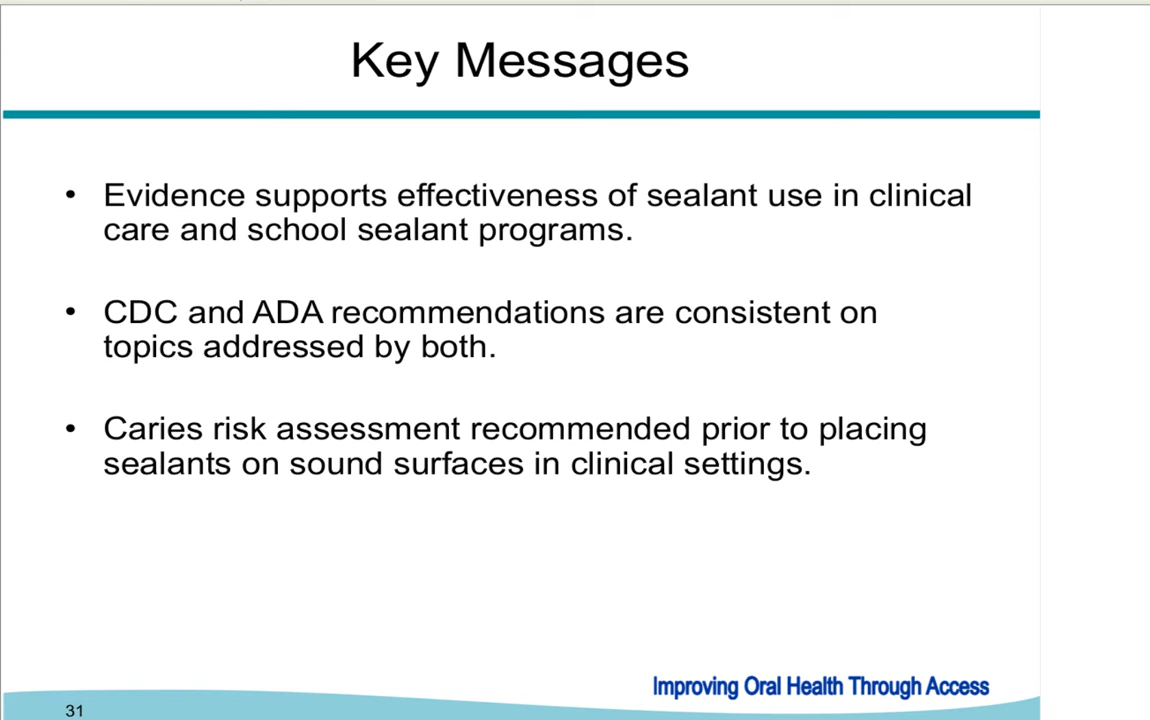 Key Messages
• Evidence supports effectiveness of sealant use in clinical
care and school sealant programs.
• CDC and ADA recommendations are consistent on
topics addressed by both.
• Caries risk assessment recommended prior to placing
sealants on sound surfaces in clinical settings.
Improving Oral Health Through Access
31